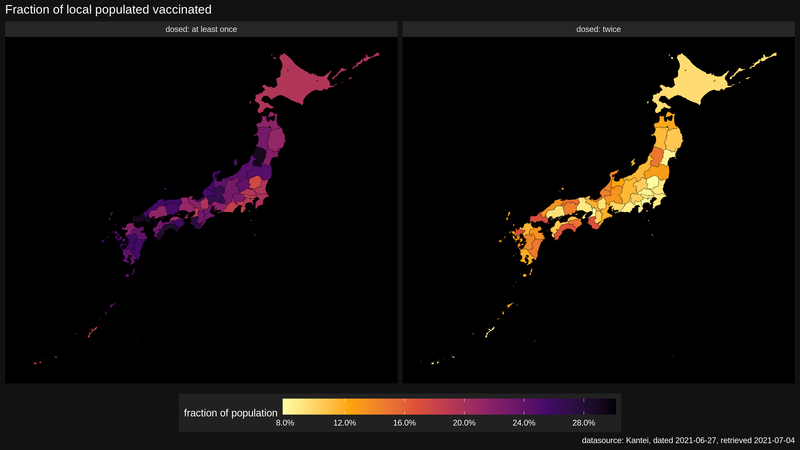 Fraction of local populated vaccinated
dosed: at least once
dosed: twice
fraction of population
8.0% 12.0% 16.0% 20.0% 24.0% 28.0%
datasource: Kantei, dated 2021-06-27, retrieved 2021-07-04